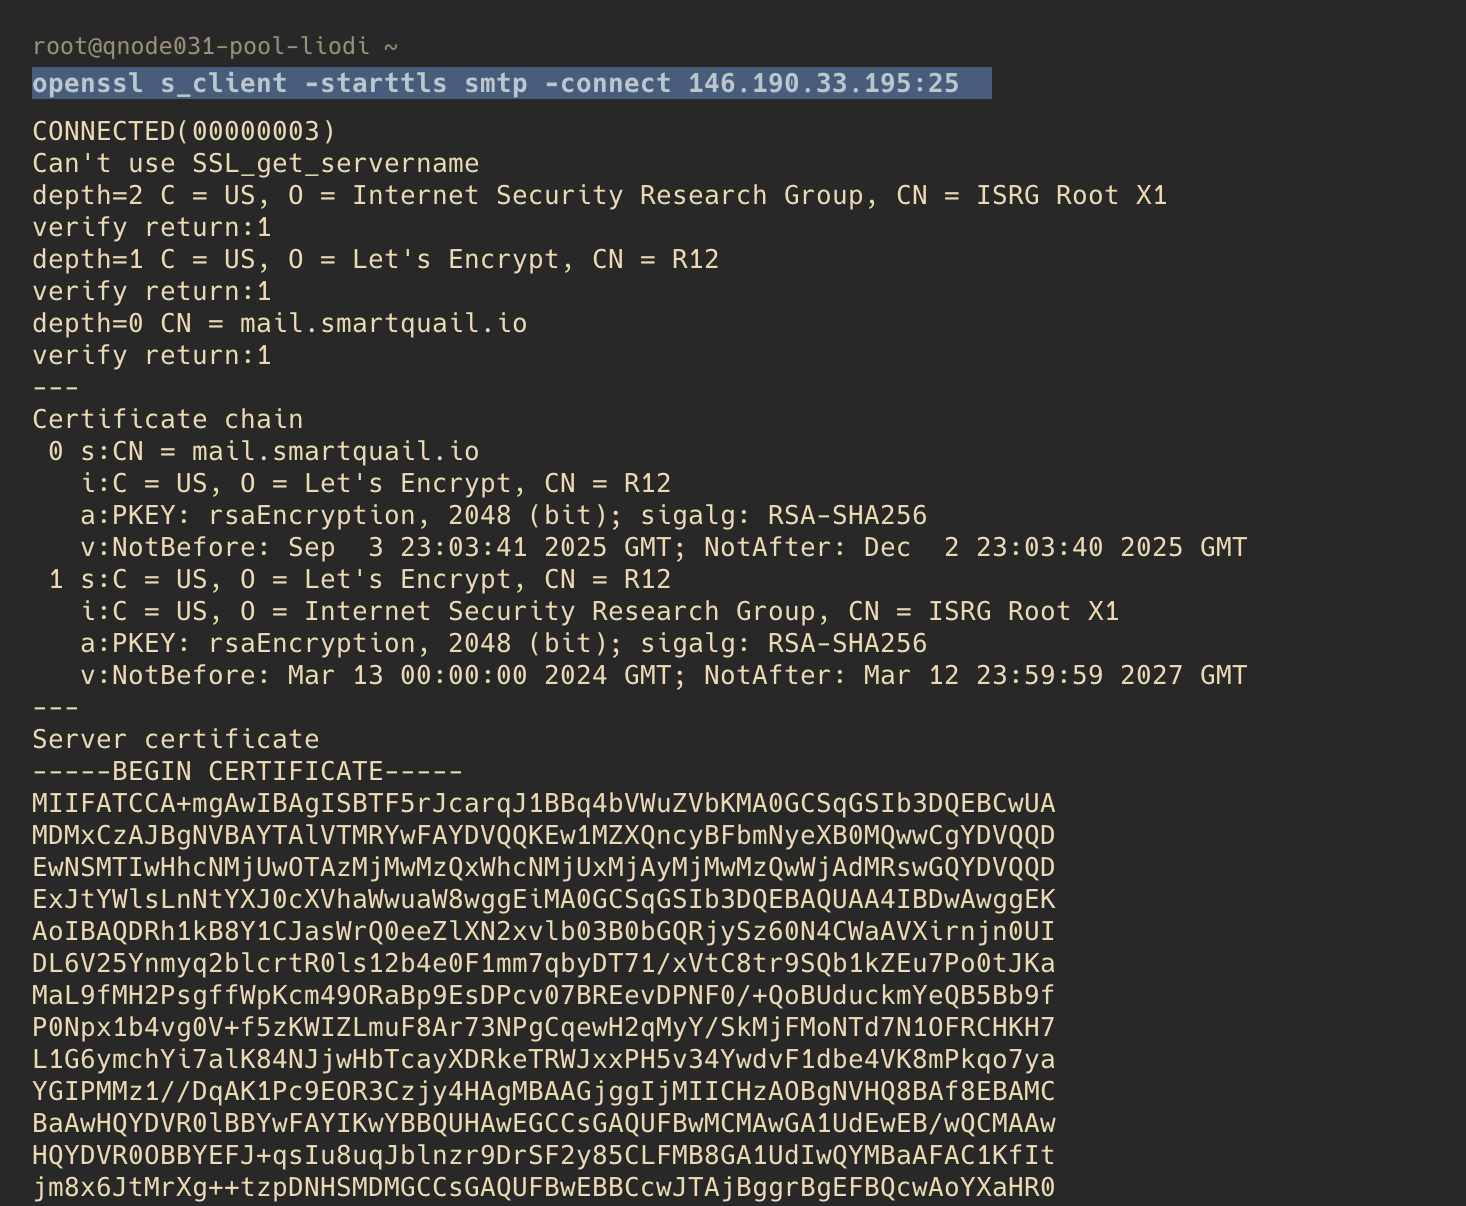 root@qnode031-pool-liodi ~
openssl s_client -starttls smtp -connect 146.190.33.195:25
CONNECTED(00000003)
Can't use SSL_get_servername
depth=2 C = US, O = Internet Security Research Group, CN = ISRG Root X1
verify return:1
depth=1 C = US, O = Let's Encrypt, CN = R12
verify return:1
depth=0 CN = mail.smartquail.io
verify return:1
---
Certificate chain
 0 s:CN = mail.smartquail.io
   i:C = US, O = Let's Encrypt, CN = R12
   a:PKEY: rsaEncryption, 2048 (bit); sigalg: RSA-SHA256
   v:NotBefore: Sep  3 23:03:41 2025 GMT; NotAfter: Dec  2 23:03:40 2025 GMT
 1 s:C = US, O = Let's Encrypt, CN = R12
   i:C = US, O = Internet Security Research Group, CN = ISRG Root X1
   a:PKEY: rsaEncryption, 2048 (bit); sigalg: RSA-SHA256
   v:NotBefore: Mar 13 00:00:00 2024 GMT; NotAfter: Mar 12 23:59:59 2027 GMT
---
Server certificate
-----BEGIN CERTIFICATE-----
MIIFATCCA+mgAwIBAgISBTF5rJcarqJ1BBq4bVWuZVbKMA0GCSqGSIb3DQEBCwUA
MDMxCzAJBgNVBAYTAlVTMRYwFAYDVQQKEw1MZXQncyBFbmNyeXB0MQwwCgYDVQQD
EwNSMTIwHhcNMjUwOTAzMjMwMzQxWhcNMjUxMjAyMjMwMzQwWjAdMRswGQYDVQQD
ExJtYWlsLnNtYXJ0cXVhaWwuaW8wggEiMA0GCSqGSIb3DQEBAQUAA4IBDwAwggEK
AoIBAQDRh1kB8Y1CJasWrQ0eeZlXN2xvlb03B0bGQRjySz60N4CWaAVXirnjn0UI
DL6V25Ynmyq2blcrtR0ls12b4e0F1mm7qbyDT71/xVtC8tr9SQb1kZEu7Po0tJKa
MaL9fMH2PsgffWpKcm49ORaBp9EsDPcv07BREevDPNF0/+QoBUduckmYeQB5Bb9f
P0Npx1b4vg0V+f5zKWIZLmuF8Ar73NPgCqewH2qMyY/SkMjFMoNTd7N1OFRCHKH7
L1G6ymchYi7alK84NJjwHbTcayXDRkeTRWJxxPH5v34YwdvF1dbe4VK8mPkqo7ya
YGIPMMz1//DqAK1Pc9EOR3Czjy4HAgMBAAGjggIjMIICHzAOBgNVHQ8BAf8EBAMC
BaAwHQYDVR0lBBYwFAYIKwYBBQUHAwEGCCsGAQUFBwMCMAwGA1UdEwEB/wQCMAAw
HQYDVR0OBBYEFJ+qsIu8uqJblnzr9DrSF2y85CLFMB8GA1UdIwQYMBaAFAC1KfIt
jm8x6JtMrXg++tzpDNHSMDMGCCsGAQUFBwEBBCcwJTAjBggrBgEFBQcwAoYXaHR0